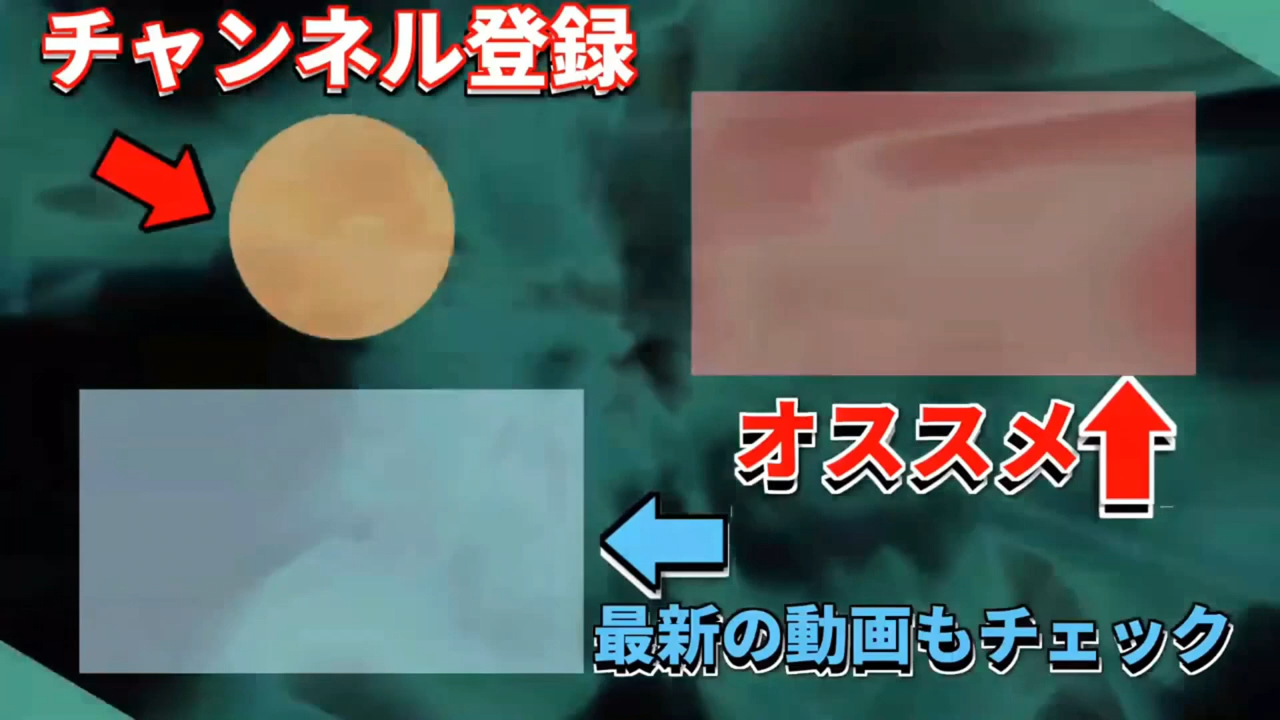 チャンネル登録
オススメ
最新の動画もチェック